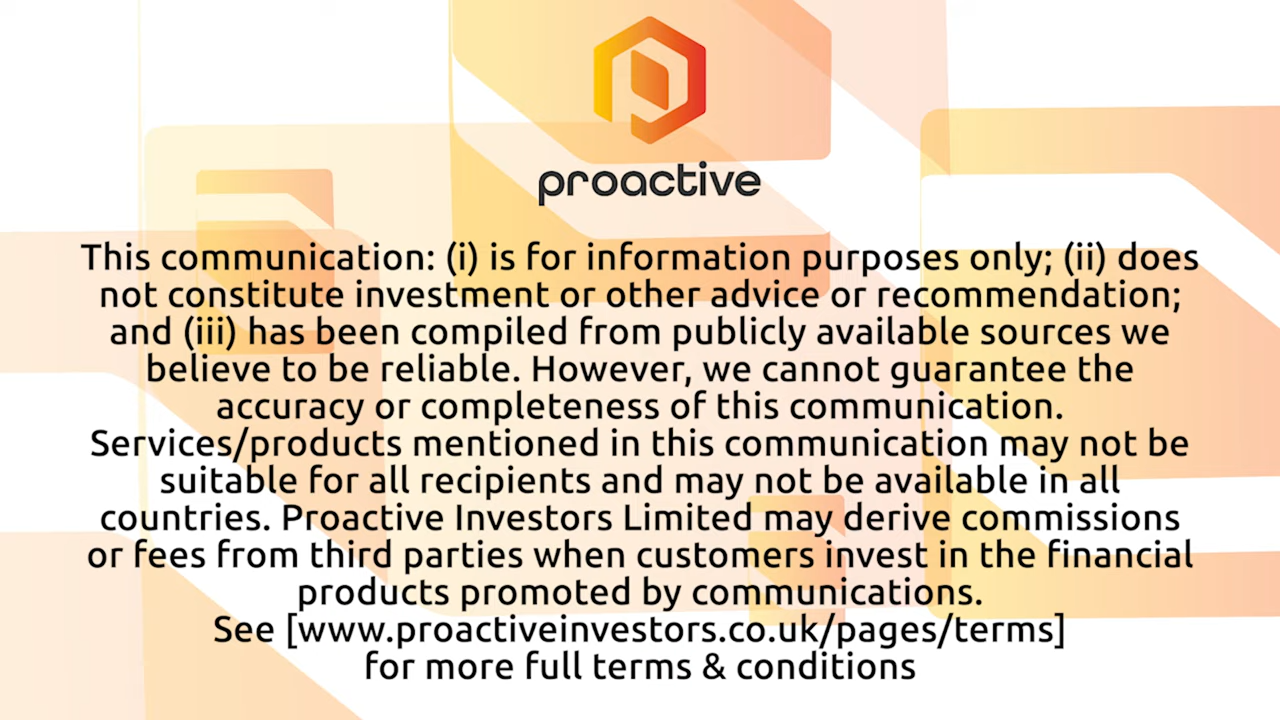 proactive
This communication: (i) is for information purposes only; (ii) does
not constitute investment or other advice or recommendation;
and (iii) has been compiled from publicly available sources we
believe to be reliable. However, we cannot guarantee the
accuracy or completeness of this communication.
Services/products mentioned in this communication may not be
suitable for all recipients and may not be available in all
countries. Proactive Investors Limited may derive commissions
or fees from third parties when customers invest in the financial
products promoted by communications.
See [www.proactiveinvestors.co.uk/pages/terms]
for more full terms & conditions